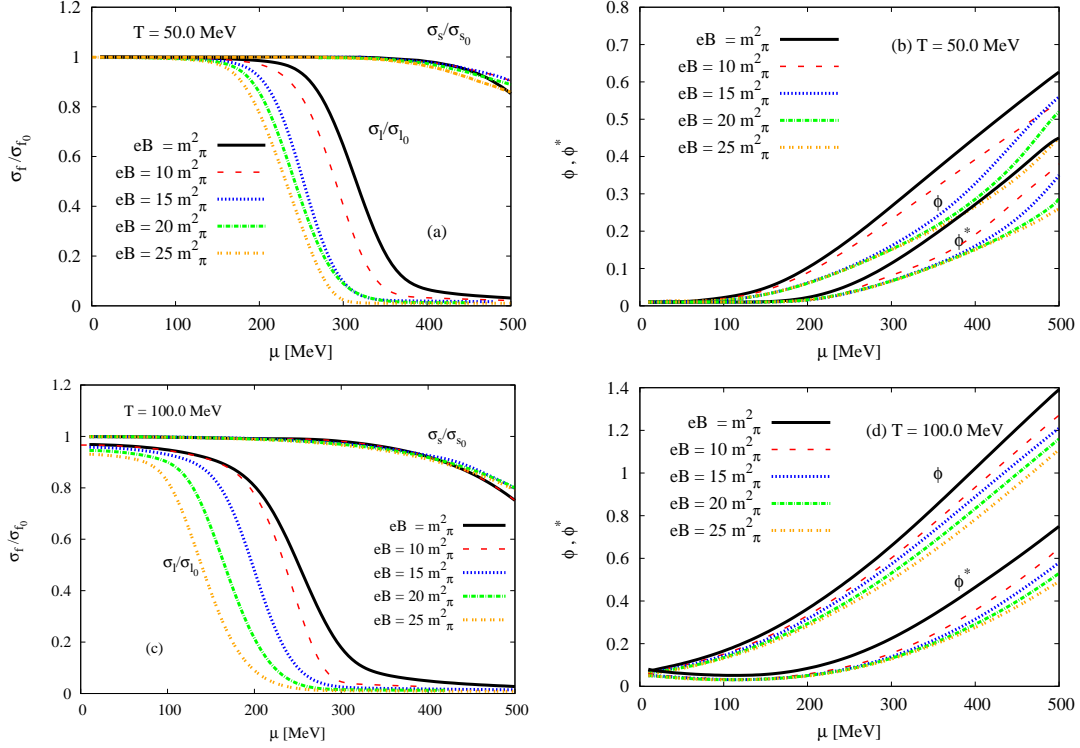 T = 50.0 MeV
σs/σs0
σl/σl0
eB = m²π
eB = 10 m²π
eB = 15 m²π
eB = 20 m²π
eB = 25 m²π
(a)
σf/σf0
1.2
1
0.8
0.6
0.4
0.2
0
0 100 200 300 400 500
μ [MeV]
(b) T = 50.0 MeV
eB = m²π
eB = 10 m²π
eB = 15 m²π
eB = 20 m²π
eB = 25 m²π
ϕ
ϕ*
ϕ , ϕ*
0.8
0.7
0.6
0.5
0.4
0.3
0.2
0.1
0
0 100 200 300 400 500
μ [MeV]
T = 100.0 MeV
σs/σs0
σl/σl0
eB = m²π
eB = 10 m²π
eB = 15 m²π
eB = 20 m²π
eB = 25 m²π
(c)
σf/σf0
1.2
1
0.8
0.6
0.4
0.2
0
0 100 200 300 400 500
μ [MeV]
(d) T = 100.0 MeV
eB = m²π
eB = 10 m²π
eB = 15 m²π
eB = 20 m²π
eB = 25 m²π
ϕ
ϕ*
ϕ , ϕ*
1.4
1.2
1
0.8
0.6
0.4
0.2
0
0 100 200 300 400 500
μ [MeV]